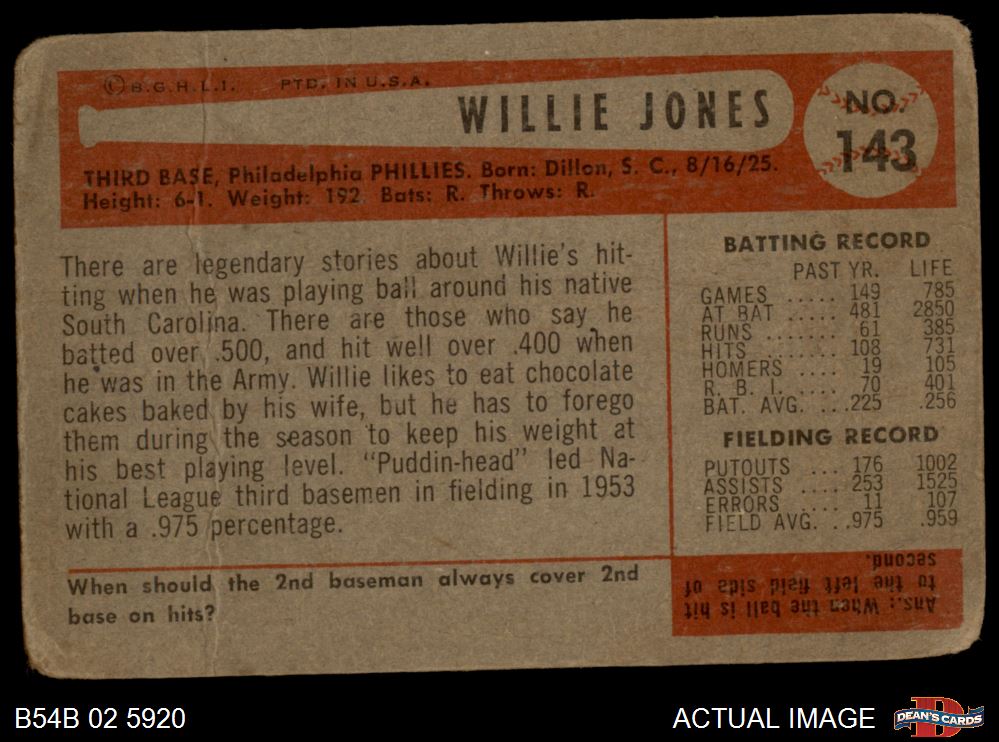 © B.G.H.L.I. PTD. IN U.S.A.
WILLIE JONES
NO.
143
THIRD BASE, Philadelphia PHILLIES. Born: Dillon, S. C., 8/16/25.
Height: 6-1. Weight: 192. Bats: R. Throws: R.
There are legendary stories about Willie's hit-
ting when he was playing ball around his native
South Carolina. There are those who say he
batted over .500, and hit well over .400 when
he was in the Army. Willie likes to eat chocolate
cakes baked by his wife, but he has to forego
them during the season to keep his weight at
his best playing level. "Puddin-head" led Na-
tional League third basemen in fielding in 1953
with a .975 percentage.
BATTING RECORD
PAST YR. LIFE
GAMES ..... 149 785
AT BAT ..... 481 2850
RUNS ....... 61 385
HITS ....... 108 731
HOMERS .... 19 105
R. B. I. .... 70 401
BAT. AVG. ...225 .256
FIELDING RECORD
PUTOUTS ... 176 1002
ASSISTS .... 253 1525
ERRORS .... 11 107
FIELD AVG. ..975 .959
When should the 2nd baseman always cover 2nd
base on hits?
Ans.: When the ball is hit
to the left field side of
second.
B54B 02 5920
ACTUAL IMAGE
DEAN'S CARDS